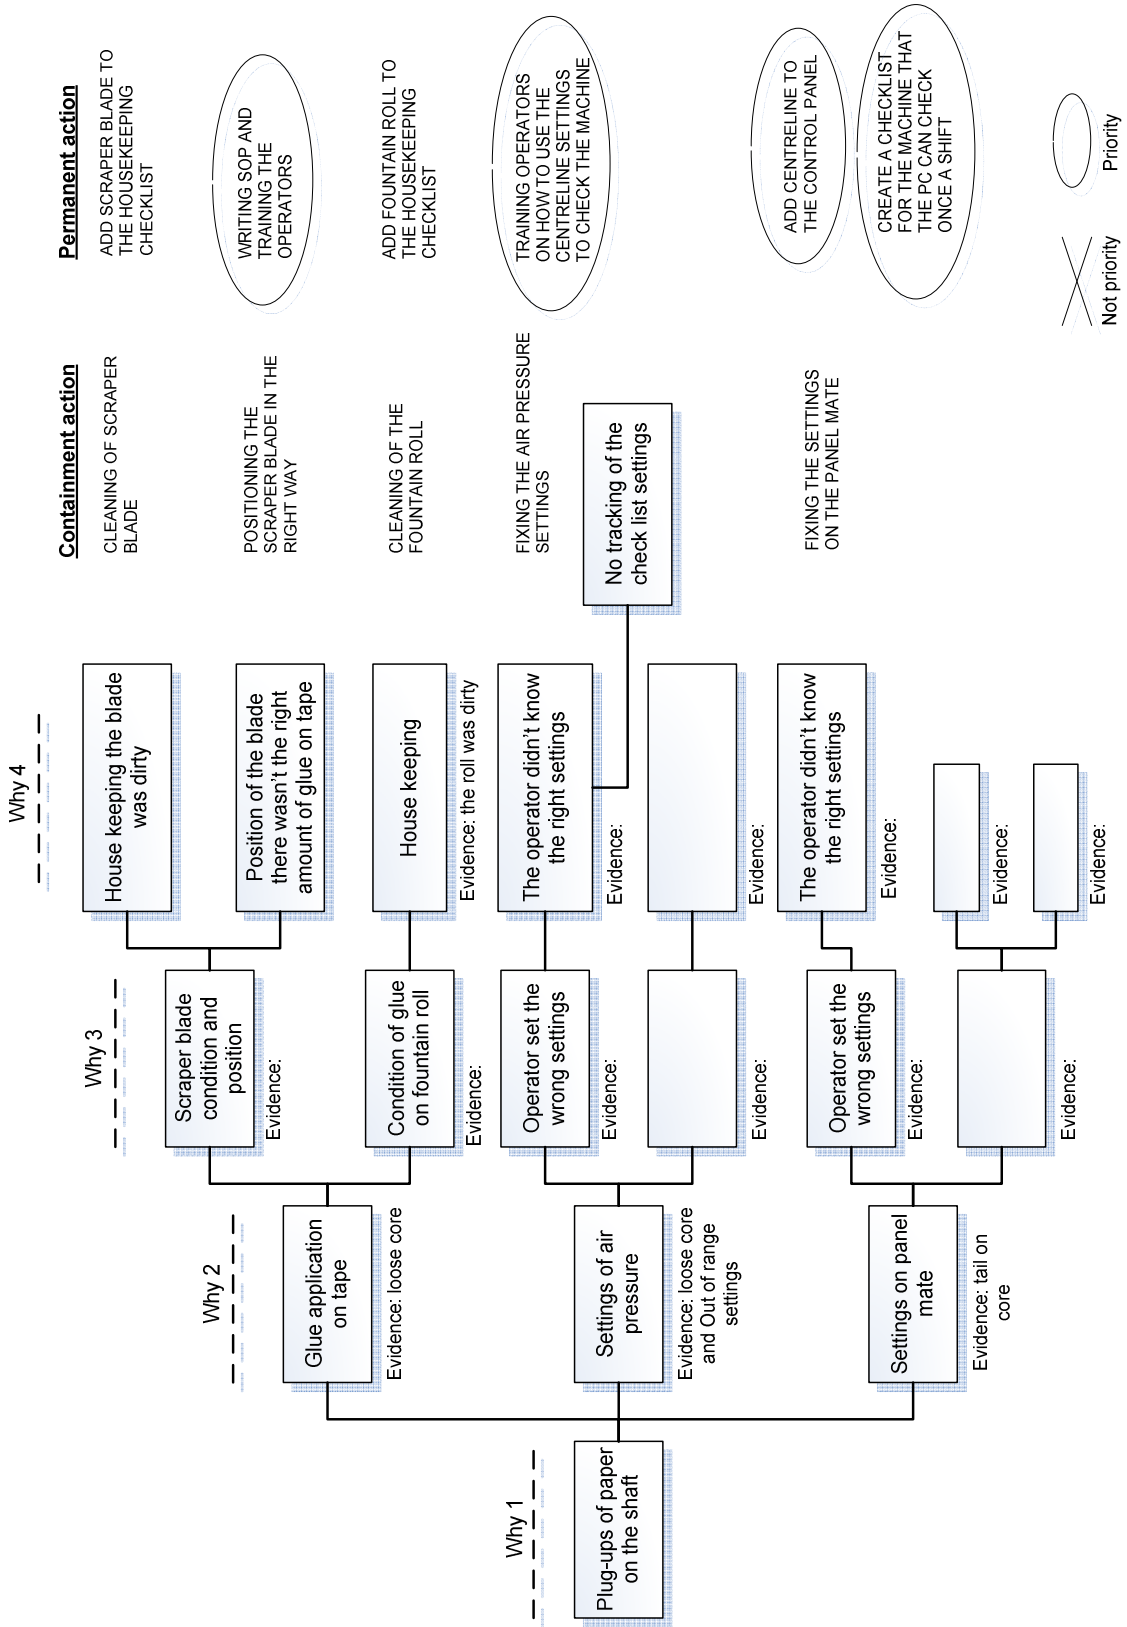 Why 1
Plug-ups of paper
on the shaft
Why 2
Glue application
on tape
Evidence: loose core
Settings of air
pressure
Evidence: loose core
and Out of range
settings
Settings on panel
mate
Evidence: tail on
core
Why 3
Scraper blade
condition and
position
Evidence:
Condition of glue
on fountain roll
Evidence:
Operator set the
wrong settings
Evidence:
Evidence:
Operator set the
wrong settings
Evidence:
Evidence:
Why 4
House keeping the blade
was dirty
Position of the blade
there wasn't the right
amount of glue on tape
House keeping
Evidence: the roll was dirty
The operator didn't know
the right settings
Evidence:
Evidence:
The operator didn't know
the right settings
Evidence:
Evidence:
Evidence:
No tracking of the
check list settings
Containment action
CLEANING OF SCRAPER
BLADE
POSITIONING THE
SCRAPER BLADE IN THE
RIGHT WAY
CLEANING OF THE
FOUNTAIN ROLL
FIXING THE AIR PRESSURE
SETTINGS
FIXING THE SETTINGS
ON THE PANEL MATE
Permanent action
ADD SCRAPER BLADE TO
THE HOUSEKEEPING
CHECKLIST
WRITING SOP AND
TRAINING THE
OPERATORS
ADD FOUNTAIN ROLL TO
THE HOUSEKEEPING
CHECKLIST
TRAINING OPERATORS
ON HOW TO USE THE
CENTRELINE SETTINGS
TO CHECK THE MACHINE
ADD CENTRELINE TO
THE CONTROL PANEL
CREATE A CHECKLIST
FOR THE MACHINE THAT
THE PC CAN CHECK
ONCE A SHIFT
Not priority
Priority